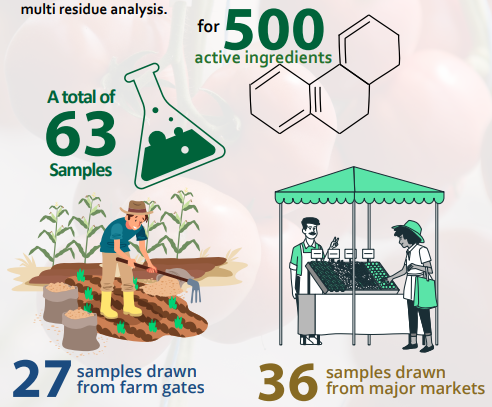 multi residue analysis.
for 500
active ingredients
A total of
63
Samples
27 samples drawn
from farm gates
36 samples drawn
from major markets